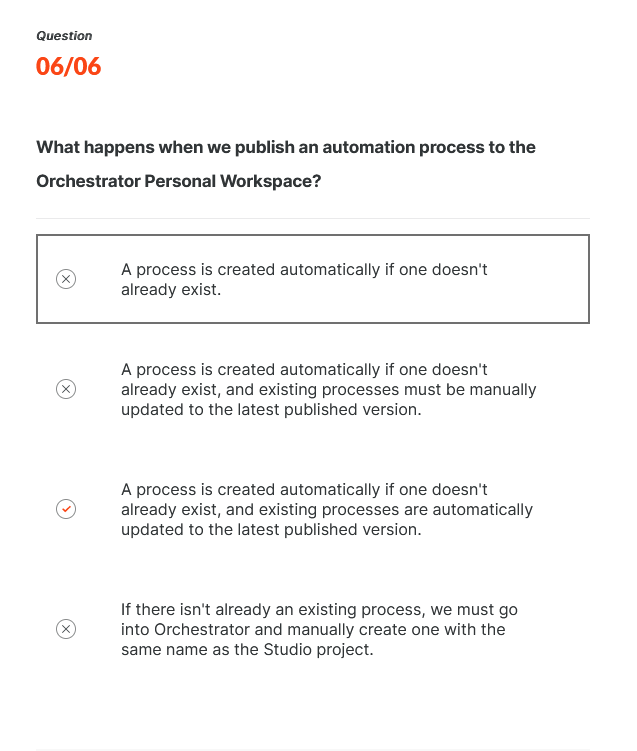 Question
06/06
What happens when we publish an automation process to the
Orchestrator Personal Workspace?
A process is created automatically if one doesn't
already exist.
A process is created automatically if one doesn't
already exist, and existing processes must be manually
updated to the latest published version.
A process is created automatically if one doesn't
already exist, and existing processes are automatically
updated to the latest published version.
If there isn't already an existing process, we must go
into Orchestrator and manually create one with the
same name as the Studio project.